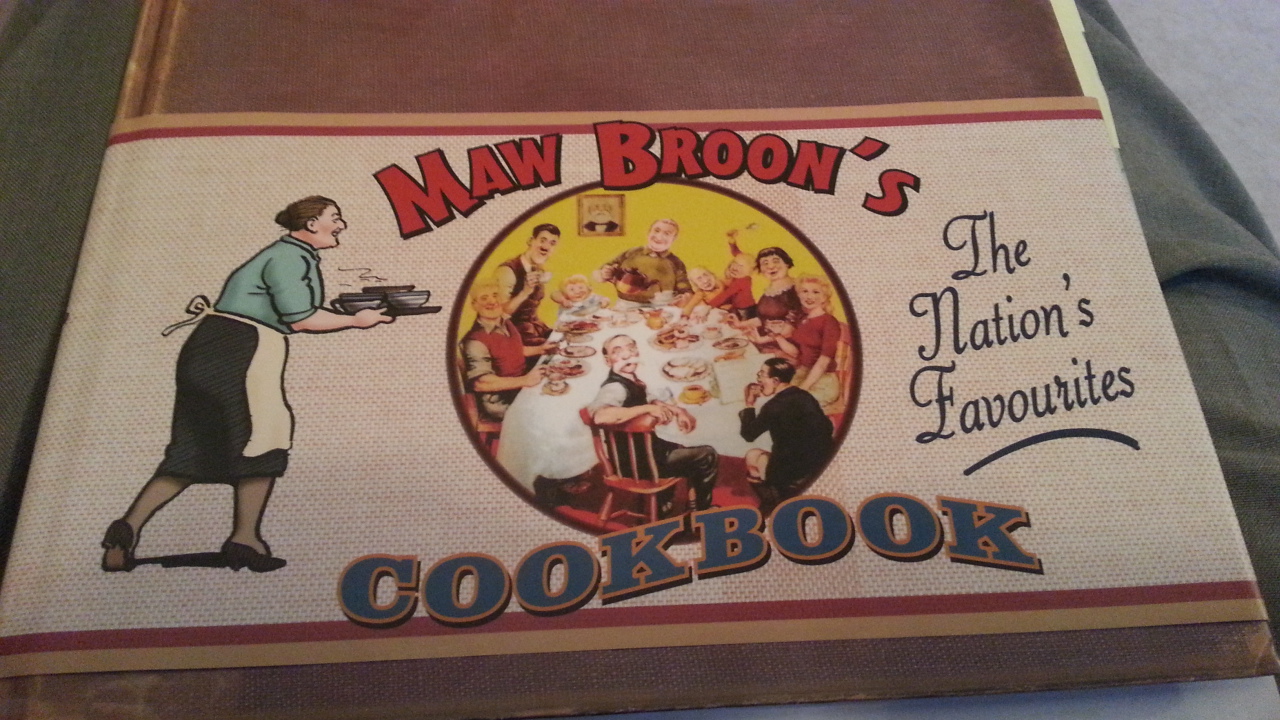 MAW BROON'S
The
Nation's
Favourites
COOKBOOK